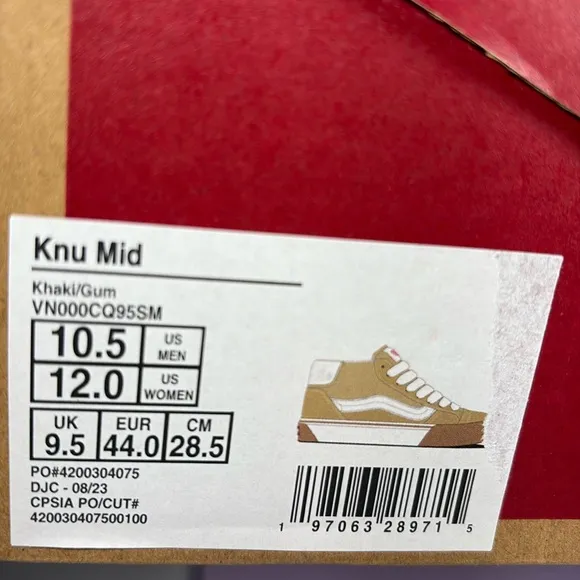 Knu Mid
Khaki/Gum
VN000CQ95SM
10.5 US MEN
12.0 US WOMEN
UK EUR CM
9.5 44.0 28.5
PO#4200304075
DJC - 08/23
CPSIA PO/CUT#
420030407500100
1 97063 28971 5